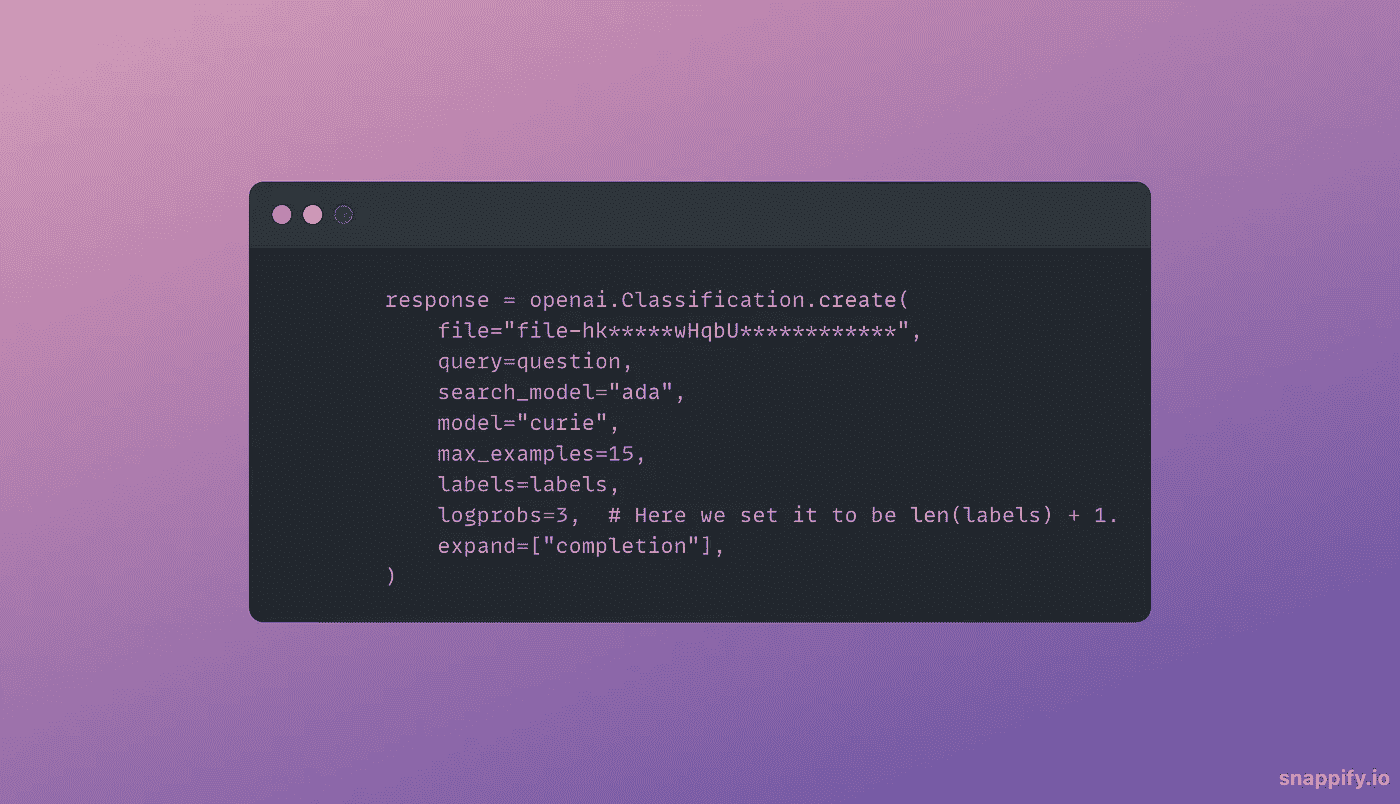 response = openai.Classification.create(
    file="file-hk*****wHqbU************",
    query=question,
    search_model="ada",
    model="curie",
    max_examples=15,
    labels=labels,
    logprobs=3,  # Here we set it to be len(labels) + 1.
    expand=["completion"],
)
snappify.io